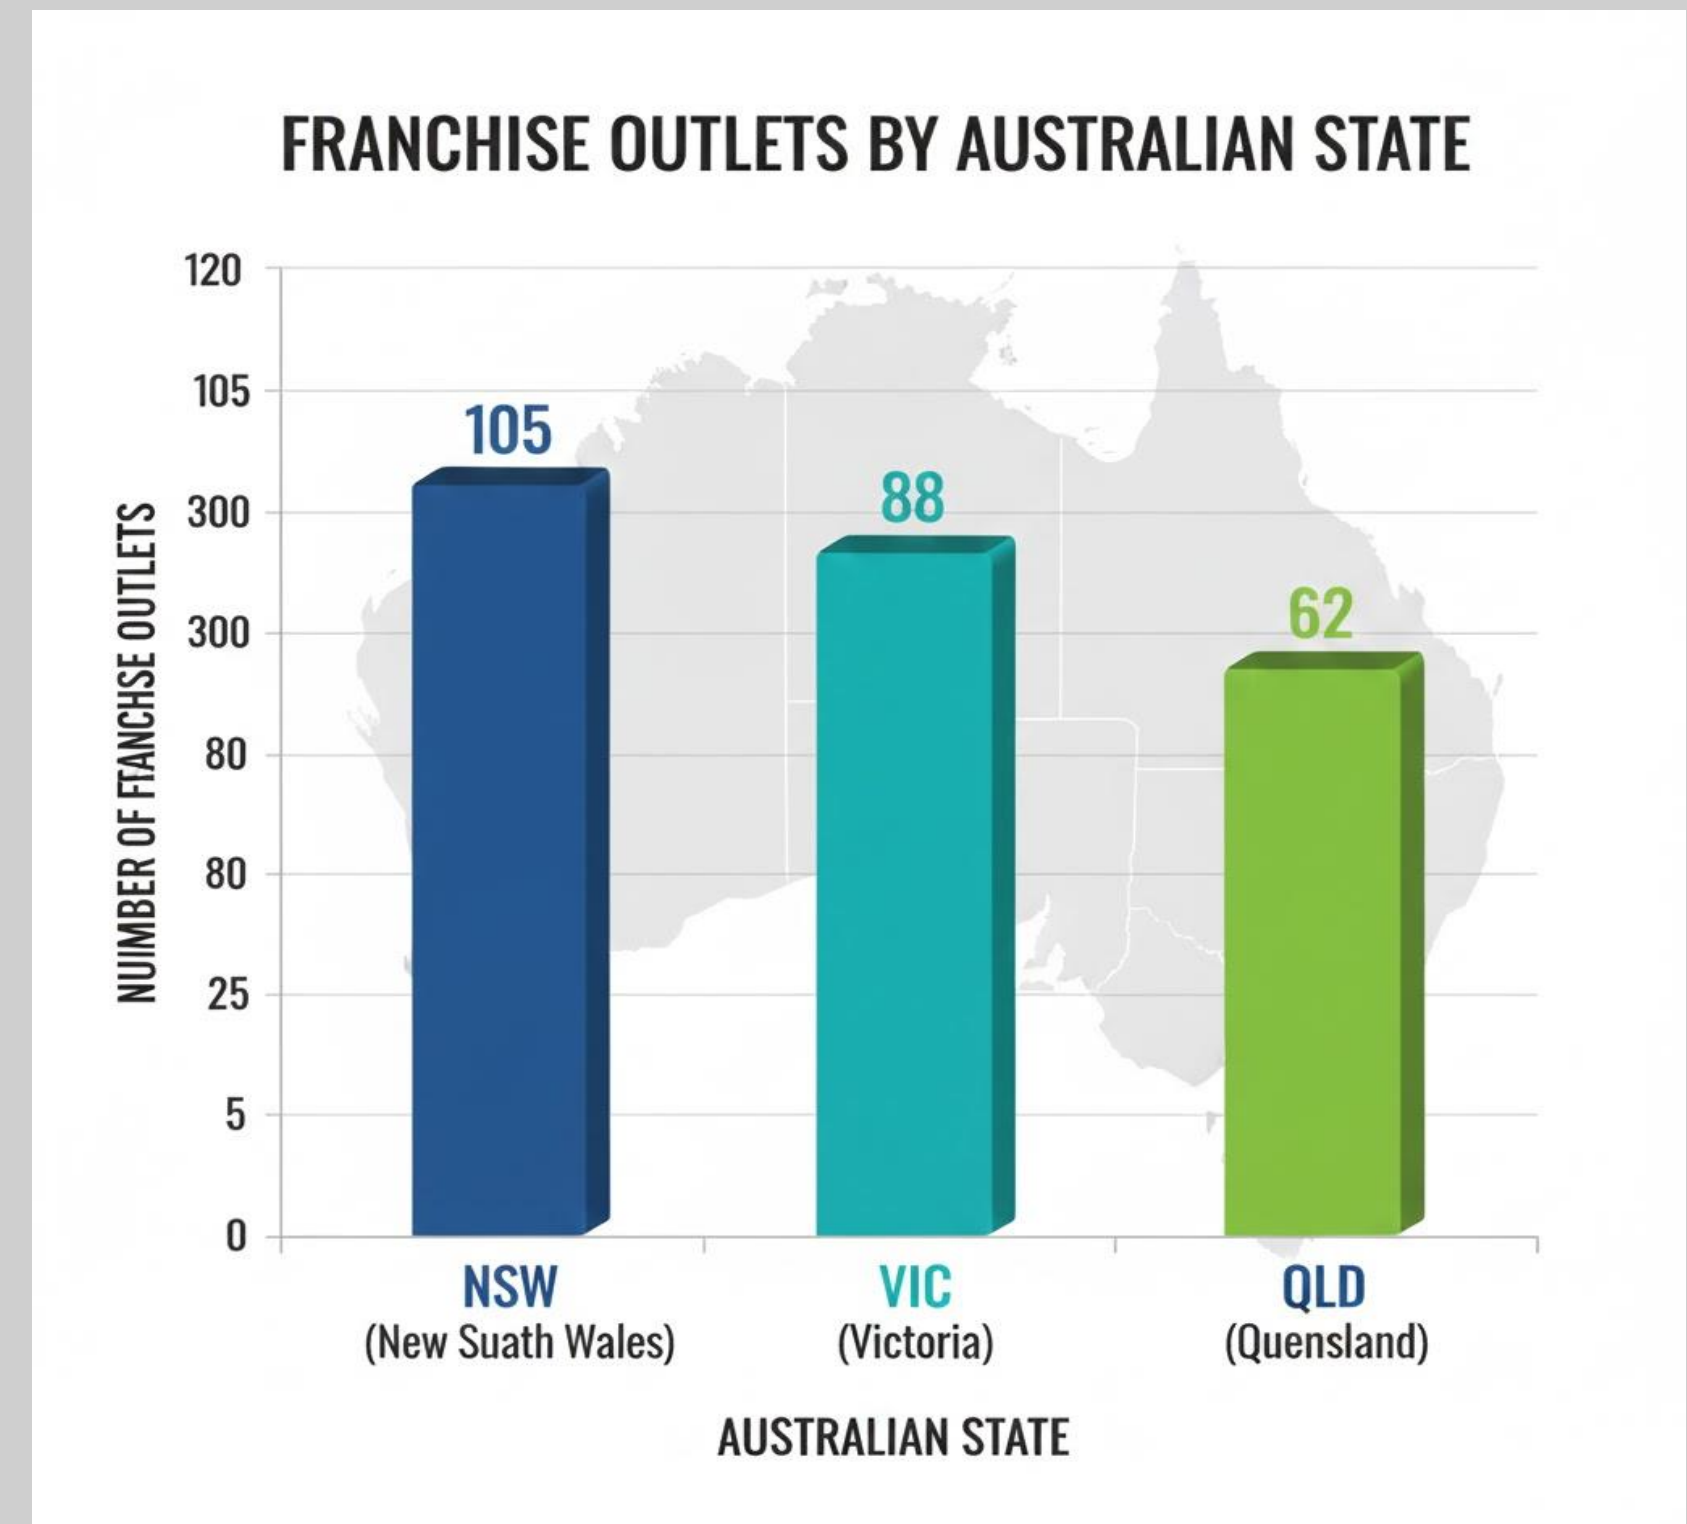 FRANCHISE OUTLETS BY AUSTRALIAN STATE
NUIMBER OF FTANCHSE OUTLETS
120
105
300
300
80
80
25
5
0
105
88
62
NSW
(New Suath Wales)
VIC
(Victoria)
QLD
(Quensland)
AUSTRALIAN STATE